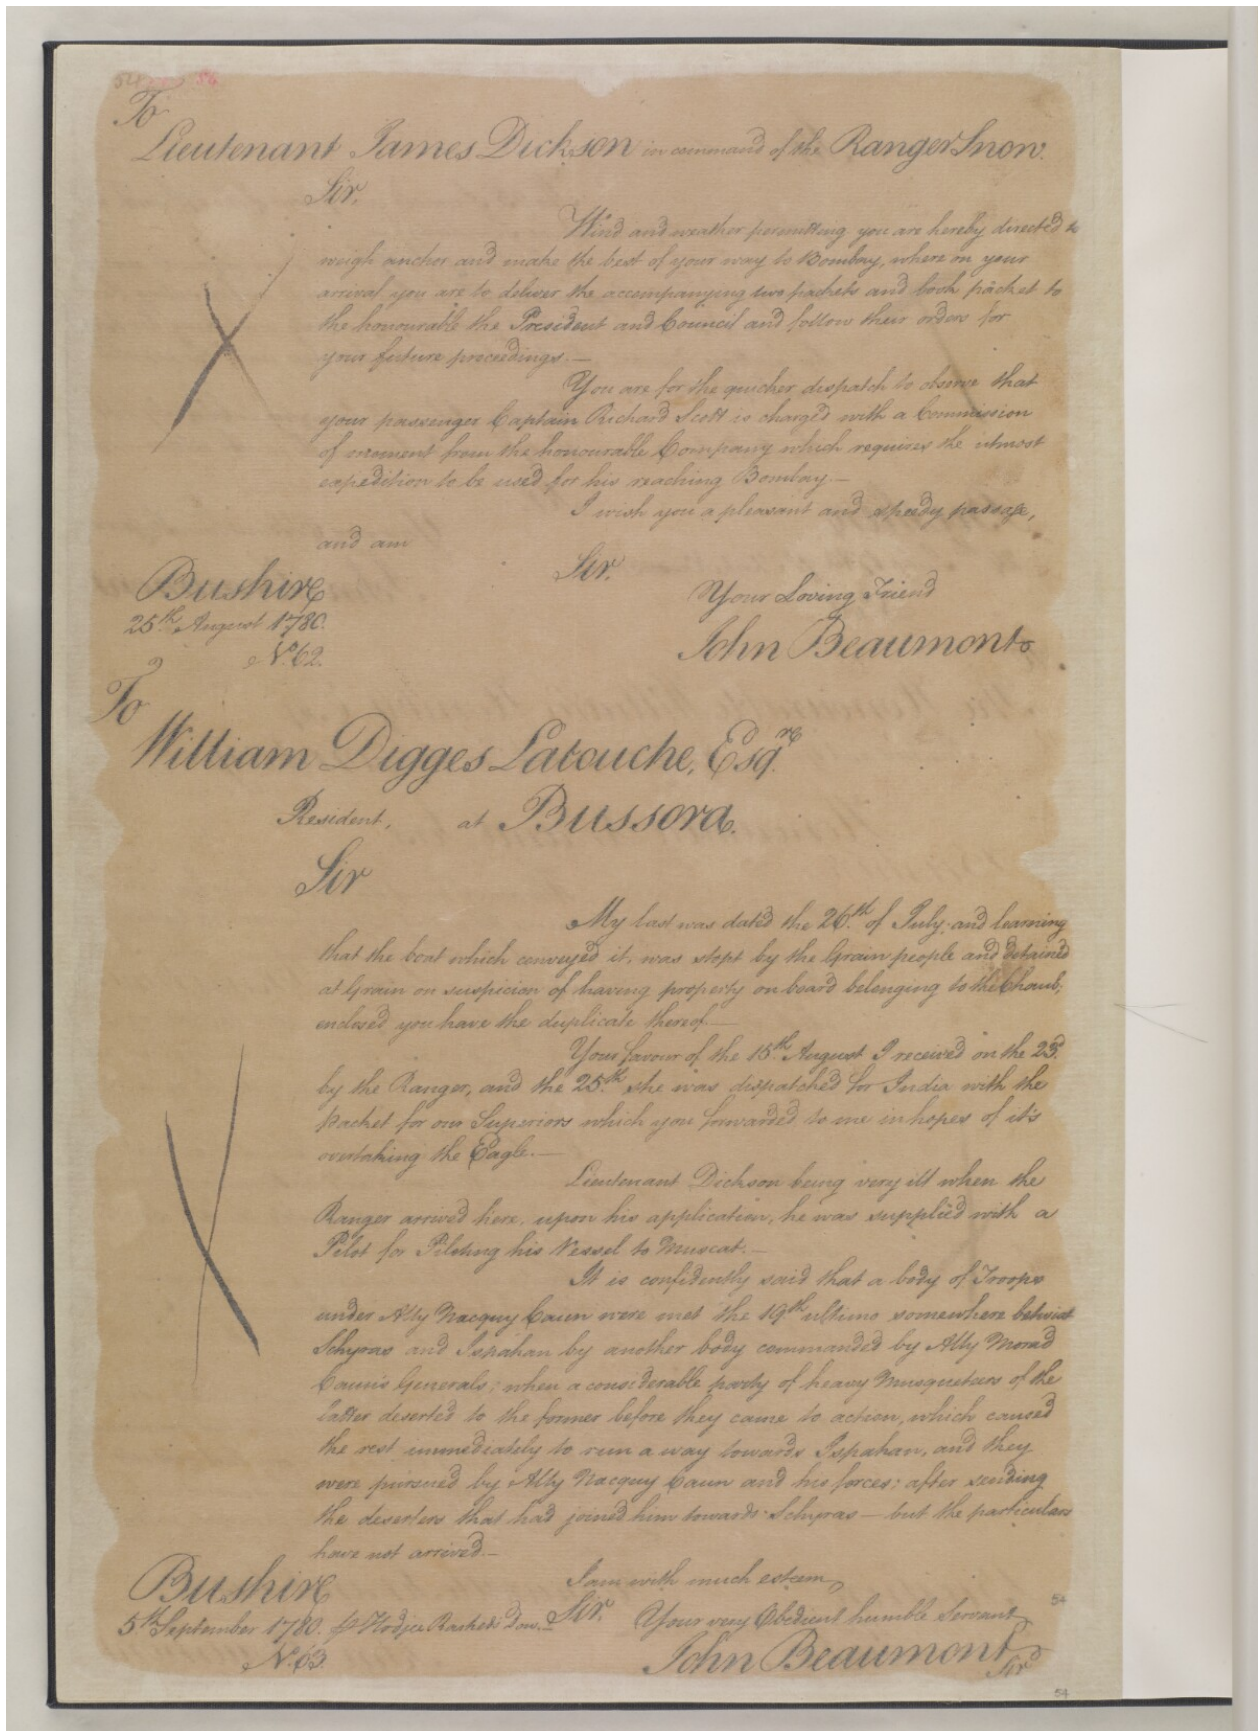 54 56
To
Lieutenant James Dickson in command of the Ranger Snow.
Sir.
Wind and weather permitting you are hereby directed to
weigh anchor and make the best of your way to Bombay, where on your
arrival you are to deliver the accompanying two packets and book packet to
the honourable the President and Council and follow their orders for
your future proceedings.—
You are for the quicker dispatch to observe that
your passenger Captain Richard Scott is charged with a Commission
of moment from the honourable Company which requires the utmost
expedition to be used for his reaching Bombay.—
I wish you a pleasant and speedy passage,
and am
Sir.
Bushire
Your Loving Friend
25th August 1780.
John Beaumont
No. 62.
To
William Digges Latouche, Esqre.
Resident, at Bussora.
Sir
My last was dated the 26th. of July; and learning
that the boat which conveyed it, was stopt by the Grain people and detained
at Grain on suspicion of having property on board belonging to the Chaub;
enclosed you have the duplicate thereof.—
Your favour of the 15th. August I received on the 23d.
by the Ranger, and the 25th. she was dispatched for India with the
Packet for our Superiors which you forwarded to me in hopes of it's
overtaking the Eagle.—
Lieutenant Dickson being very ill when the
Ranger arrived here, upon his application, he was supplied with a
Pilot for Piloting his Vessel to Muscat.—
It is confidently said that a body of Troops
under Ally Nacquy Caun were met the 19th ultimo somewhere betwixt
Schyras and Ispahan by another body commanded by Ally Morad
Caun's Generals; when a considerable party of heavy Musqueteers of the
latter deserted to the former before they came to action, which caused
the rest immediately to run a way towards Ispahan, and they
were pursued by Ally Nacquy Caun and his forces; after sending
the deserters that had joined him towards Schyras — but the particulars
have not arrived.—
I am with much esteem
Bushire
Sir.
5th September 1780. Hodjee Rashed's Dow.
Your very Obedient humble Servant
No. 63.
John Beaumont
Sir
54
54